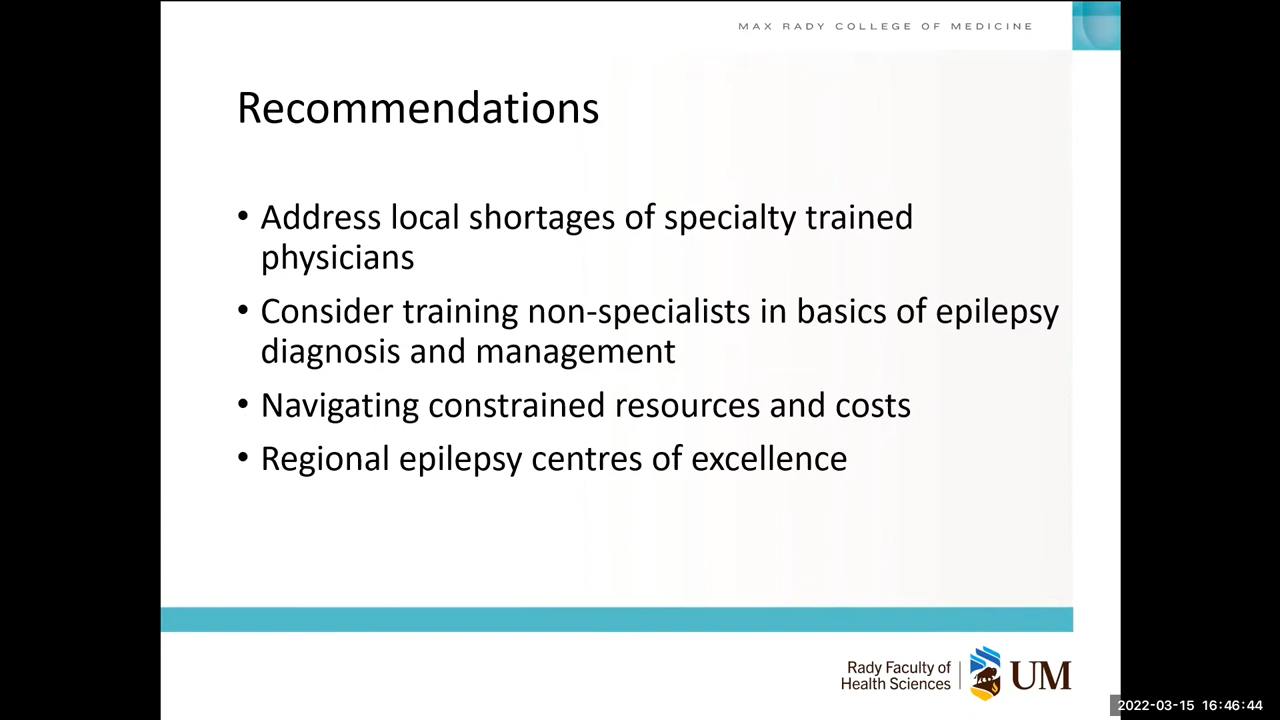 MAX RADY COLLEGE OF MEDICINE
Recommendations
• Address local shortages of specialty trained
physicians
• Consider training non-specialists in basics of epilepsy
diagnosis and management
• Navigating constrained resources and costs
• Regional epilepsy centres of excellence
Rady Faculty of
Health Sciences
UM
2022-03-15 16:46:44